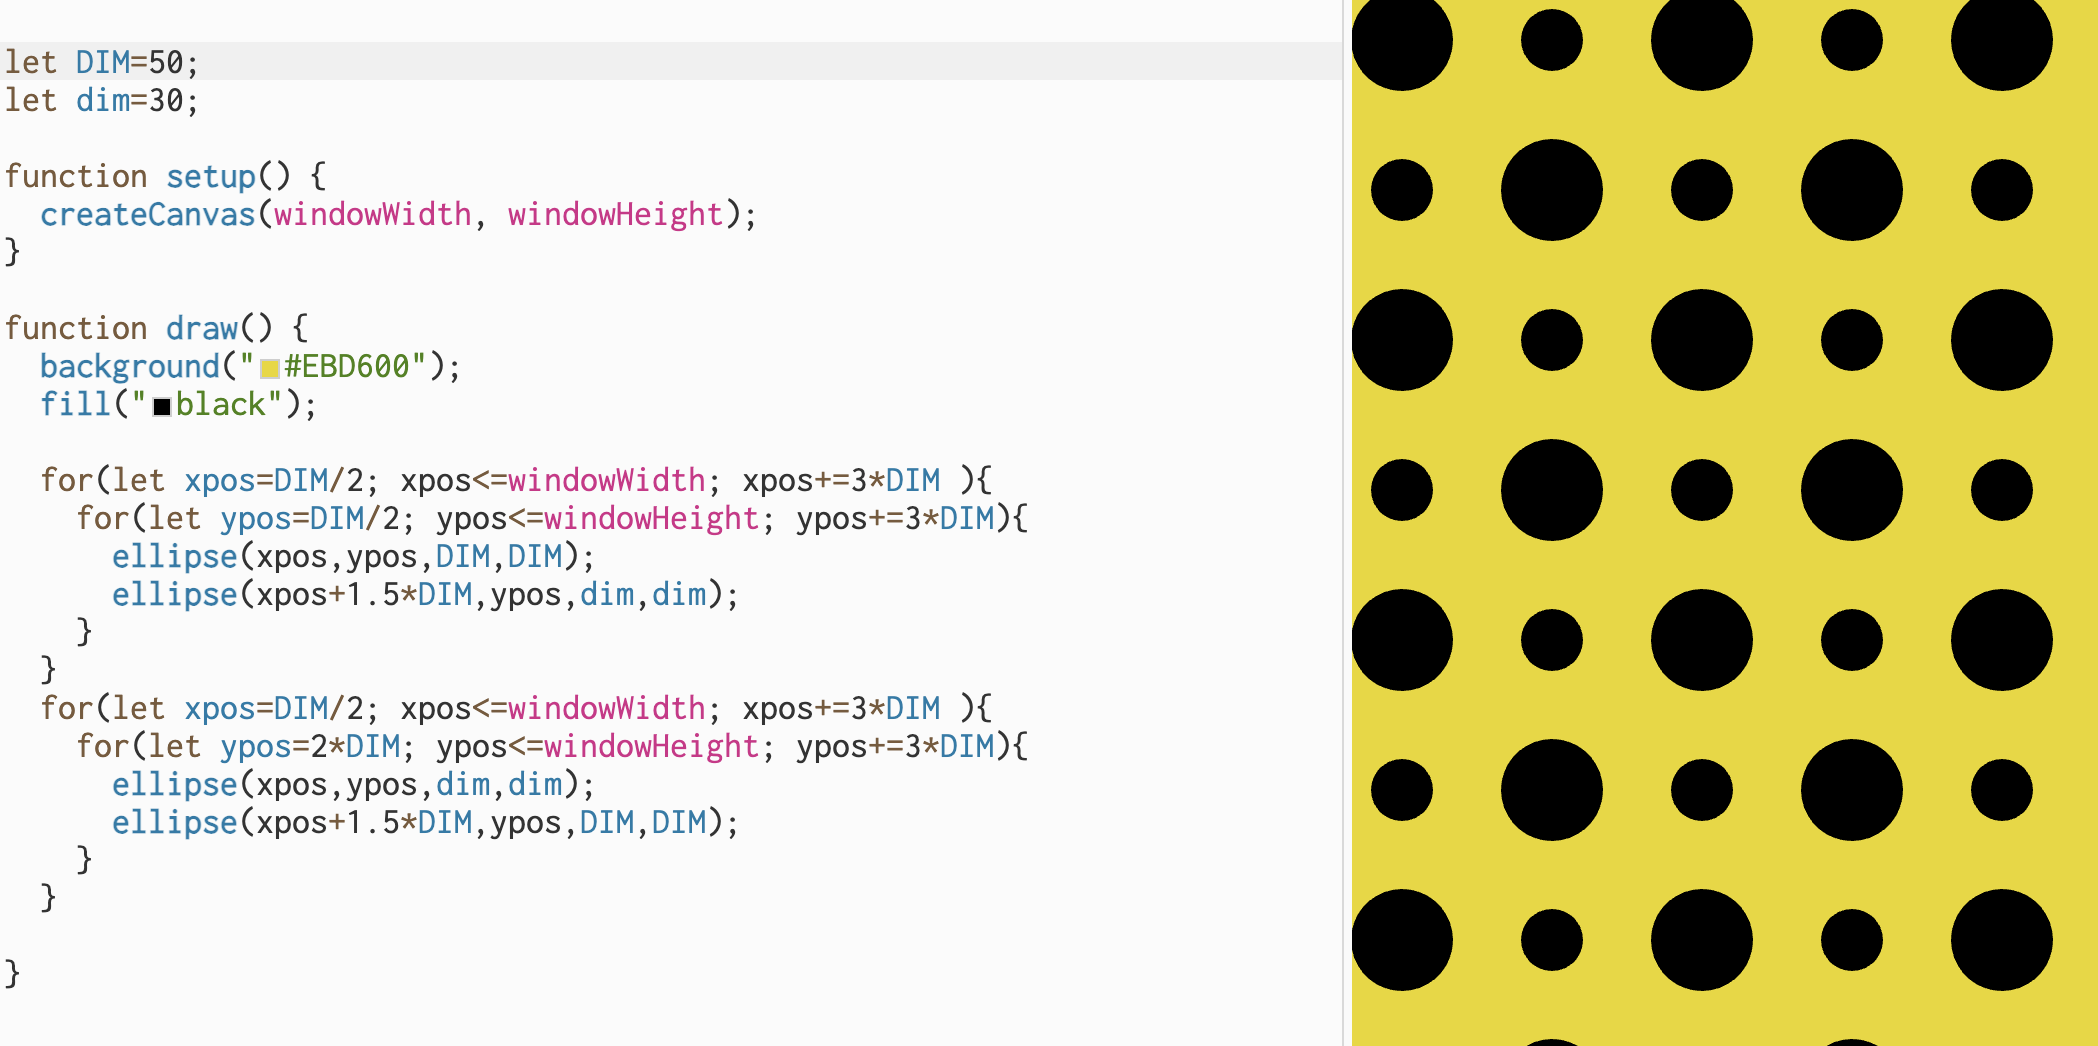 let DIM=50;
let dim=30;
function setup() {
createCanvas(windowWidth, windowHeight);
}
function draw() {
background("#EBD600");
fill("black");
for(let xpos=DIM/2; xpos<=windowWidth; xpos+=3*DIM ){
for(let ypos=DIM/2; ypos<=windowHeight; ypos+=3*DIM){
ellipse(xpos,ypos,DIM,DIM);
ellipse(xpos+1.5*DIM,ypos,dim,dim);
}
}
for(let xpos=DIM/2; xpos<=windowWidth; xpos+=3*DIM ){
for(let ypos=2*DIM; ypos<=windowHeight; ypos+=3*DIM){
ellipse(xpos,ypos,dim,dim);
ellipse(xpos+1.5*DIM,ypos,DIM,DIM);
}
}
}